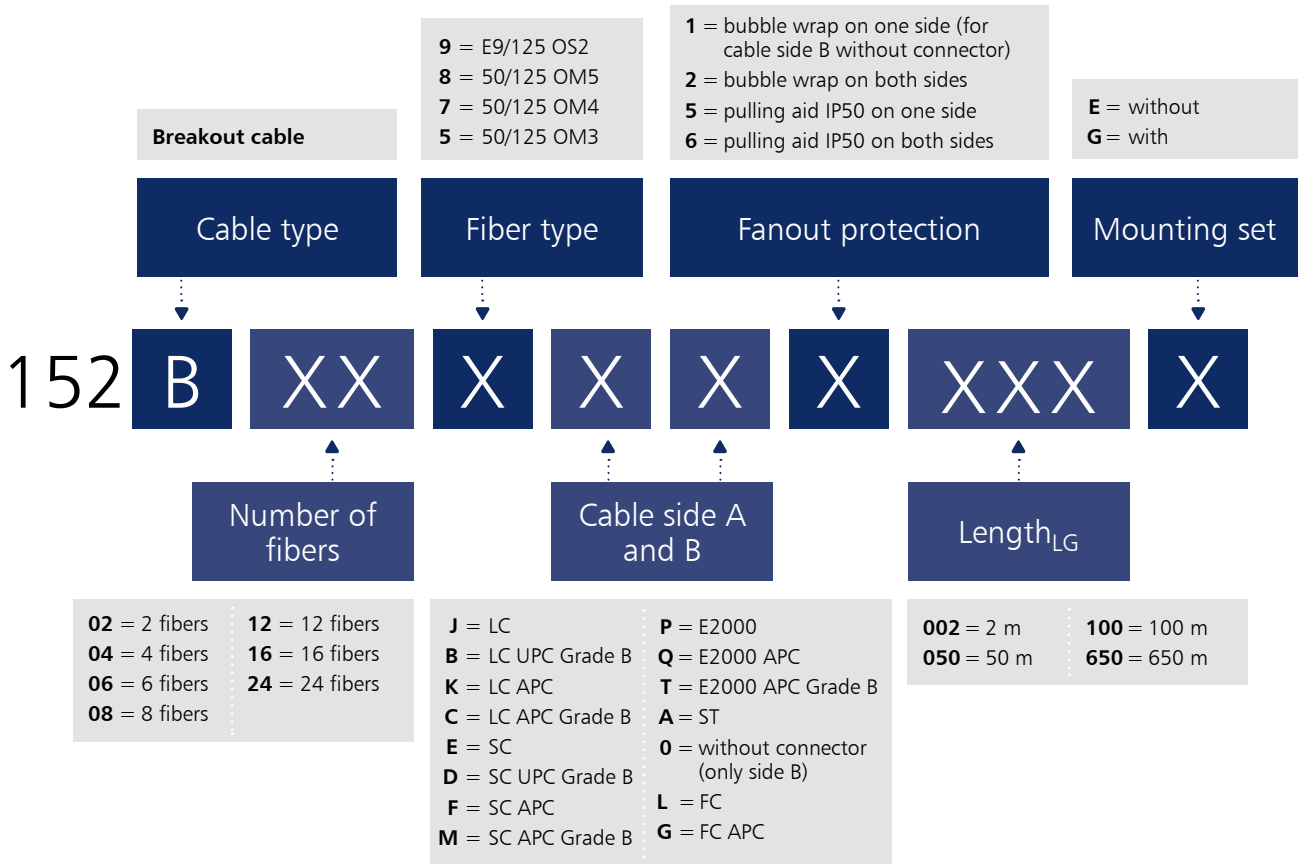 Breakout cable
9 = E9/125 OS2
8 = 50/125 OM5
7 = 50/125 OM4
5 = 50/125 OM3
1 = bubble wrap on one side (for
cable side B without connector)
2 = bubble wrap on both sides
5 = pulling aid IP50 on one side
6 = pulling aid IP50 on both sides
E = without
G = with
Cable type
Fiber type
Fanout protection
Mounting set
152 B XX X X X X XXX X
Number of
fibers
Cable side A
and B
LengthLG
02 = 2 fibers
04 = 4 fibers
06 = 6 fibers
08 = 8 fibers
12 = 12 fibers
16 = 16 fibers
24 = 24 fibers
J = LC
B = LC UPC Grade B
K = LC APC
C = LC APC Grade B
E = SC
D = SC UPC Grade B
F = SC APC
M = SC APC Grade B
P = E2000
Q = E2000 APC
T = E2000 APC Grade B
A = ST
0 = without connector
(only side B)
L = FC
G = FC APC
002 = 2 m
050 = 50 m
100 = 100 m
650 = 650 m